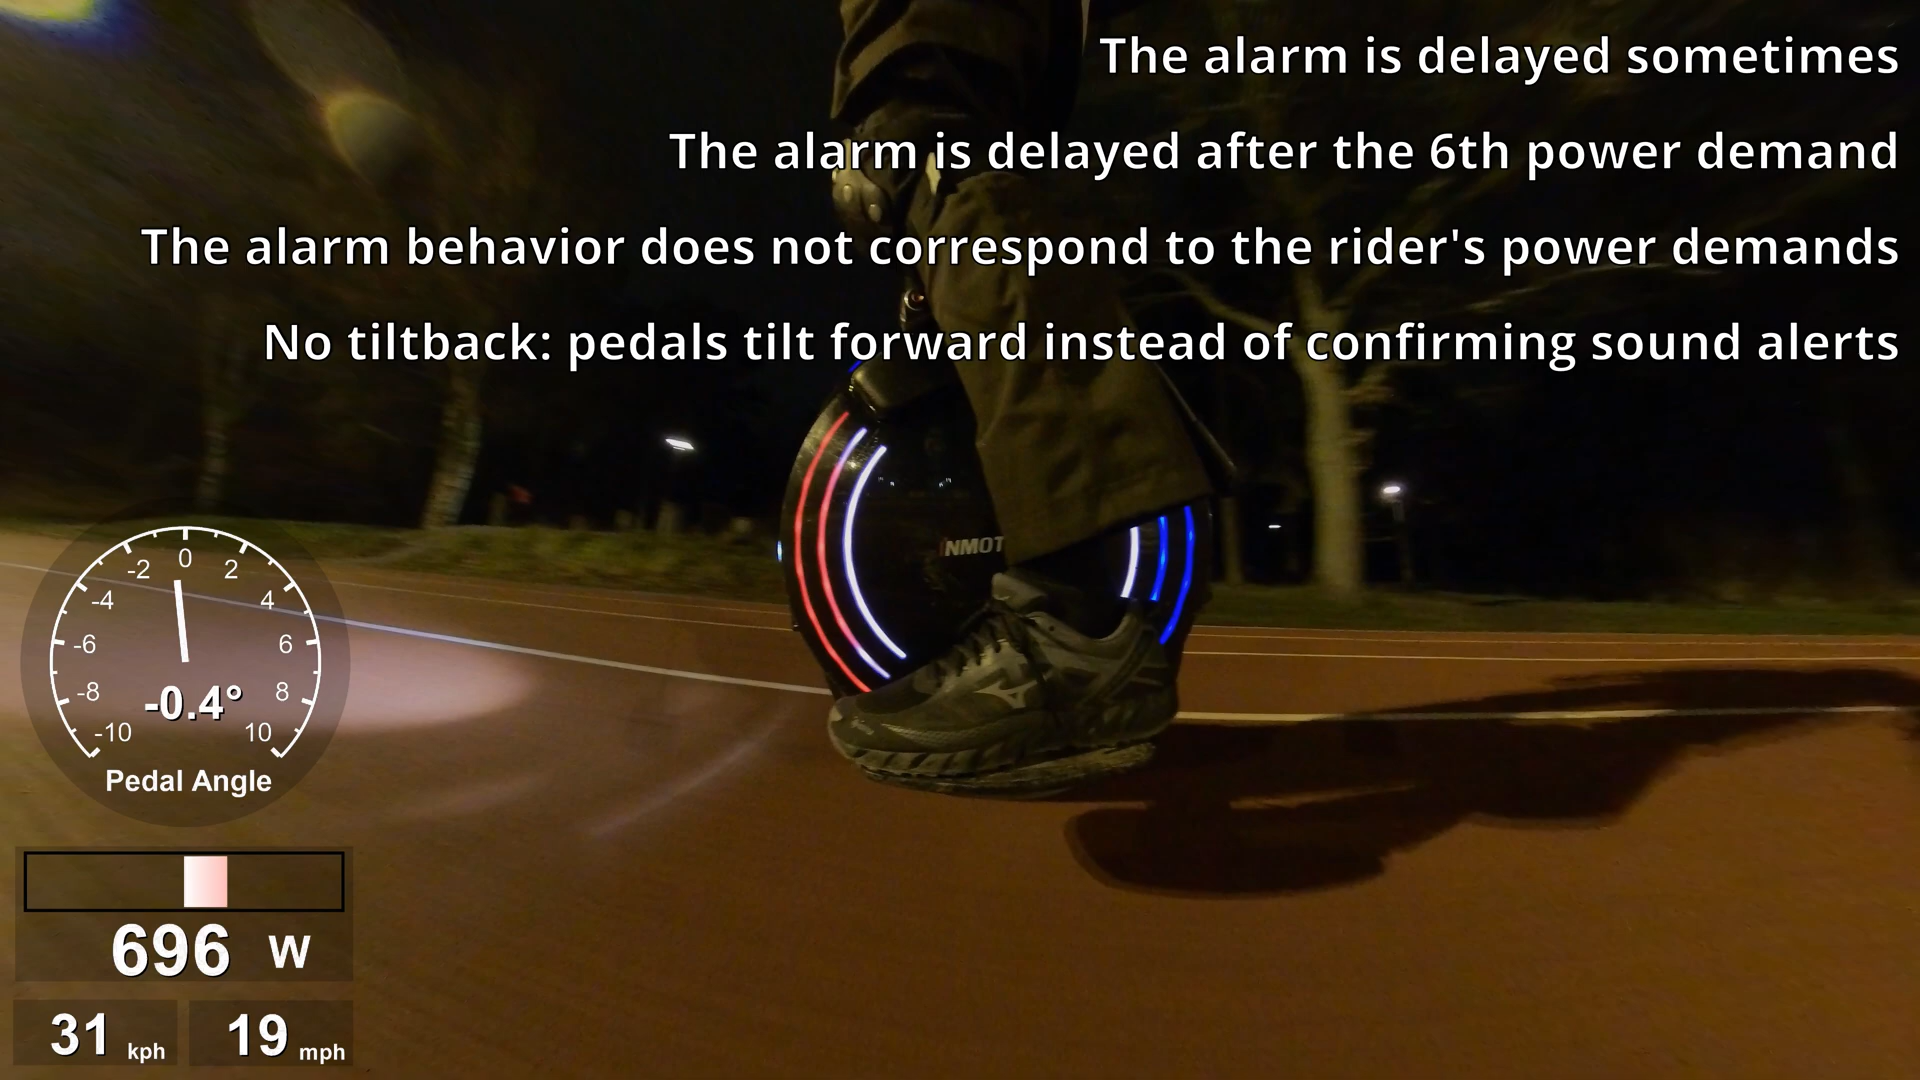 The alarm is delayed sometimes
The alarm is delayed after the 6th power demand
The alarm behavior does not correspond to the rider's power demands
No tiltback: pedals tilt forward instead of confirming sound alerts
INMOT
0
-2 2
-4 4
-6 6
-8 8
-10 10
-0.4°
Pedal Angle
696 W
31 kph 19 mph